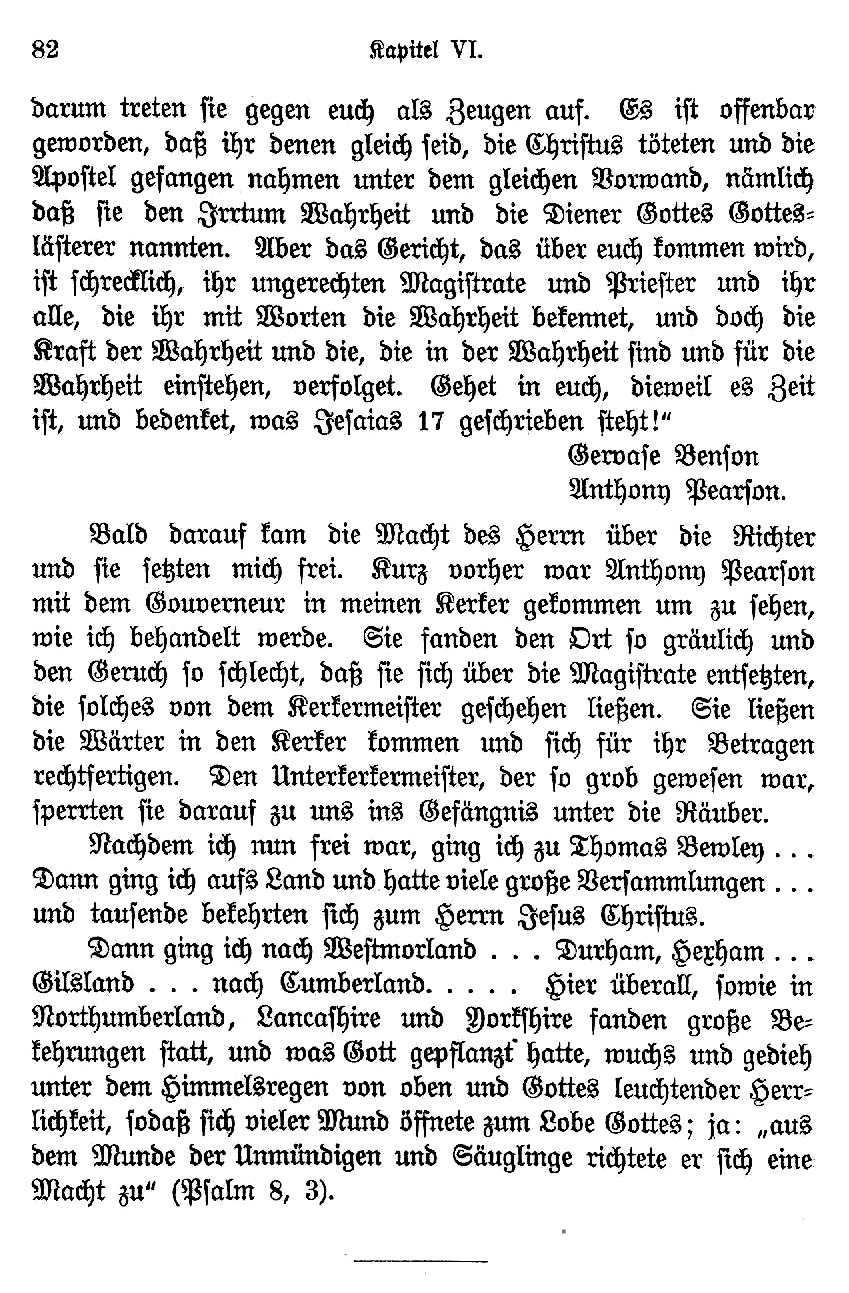 82 Kapitel VI.
darum treten sie gegen euch als Zeugen auf. Es ist offenbar
geworden, daß ihr denen gleich seid, die Christus töteten und die
Apostel gefangen nahmen unter dem gleichen Vorwand, nämlich
daß sie den Irrtum Wahrheit und die Diener Gottes Gottes-
lästerer nannten. Aber das Gericht, das über euch kommen wird,
ist schrecklich, ihr ungerechten Magistrate und Priester und ihr
alle, die ihr mit Worten die Wahrheit bekennet, und doch die
Kraft der Wahrheit und die, die in der Wahrheit sind und für die
Wahrheit einstehen, verfolget. Gehet in euch, dieweil es Zeit
ist, und bedenket, was Jesaias 17 geschrieben steht!“
Gervase Benson
Anthony Pearson.
Bald darauf kam die Macht des Herrn über die Richter
und sie setzten mich frei. Kurz vorher war Anthony Pearson
mit dem Gouverneur in meinen Kerker gekommen um zu sehen,
wie ich behandelt werde. Sie fanden den Ort so gräulich und
den Geruch so schlecht, daß sie sich über die Magistrate entsetzten,
die solches von dem Kerkermeister geschehen ließen. Sie ließen
die Wärter in den Kerker kommen und sich für ihr Betragen
rechtfertigen. Den Unterkerkermeister, der so grob gewesen war,
sperrten sie darauf zu uns ins Gefängnis unter die Räuber.
Nachdem ich nun frei war, ging ich zu Thomas Bewley . . .
Dann ging ich aufs Land und hatte viele große Versammlungen . . .
und tausende bekehrten sich zum Herrn Jesus Christus.
Dann ging ich nach Westmorland . . . Durham, Hexham . . .
Gilsland . . . nach Cumberland. . . . . Hier überall, sowie in
Northumberland, Lancashire und Yorkshire fanden große Be-
kehrungen statt, und was Gott gepflanzt hatte, wuchs und gedieh
unter dem Himmelsregen von oben und Gottes leuchtender Herr-
lichkeit, sodaß sich vieler Mund öffnete zum Lobe Gottes; ja: „aus
dem Munde der Unmündigen und Säuglinge richtete er sich eine
Macht zu“ (Psalm 8, 3).